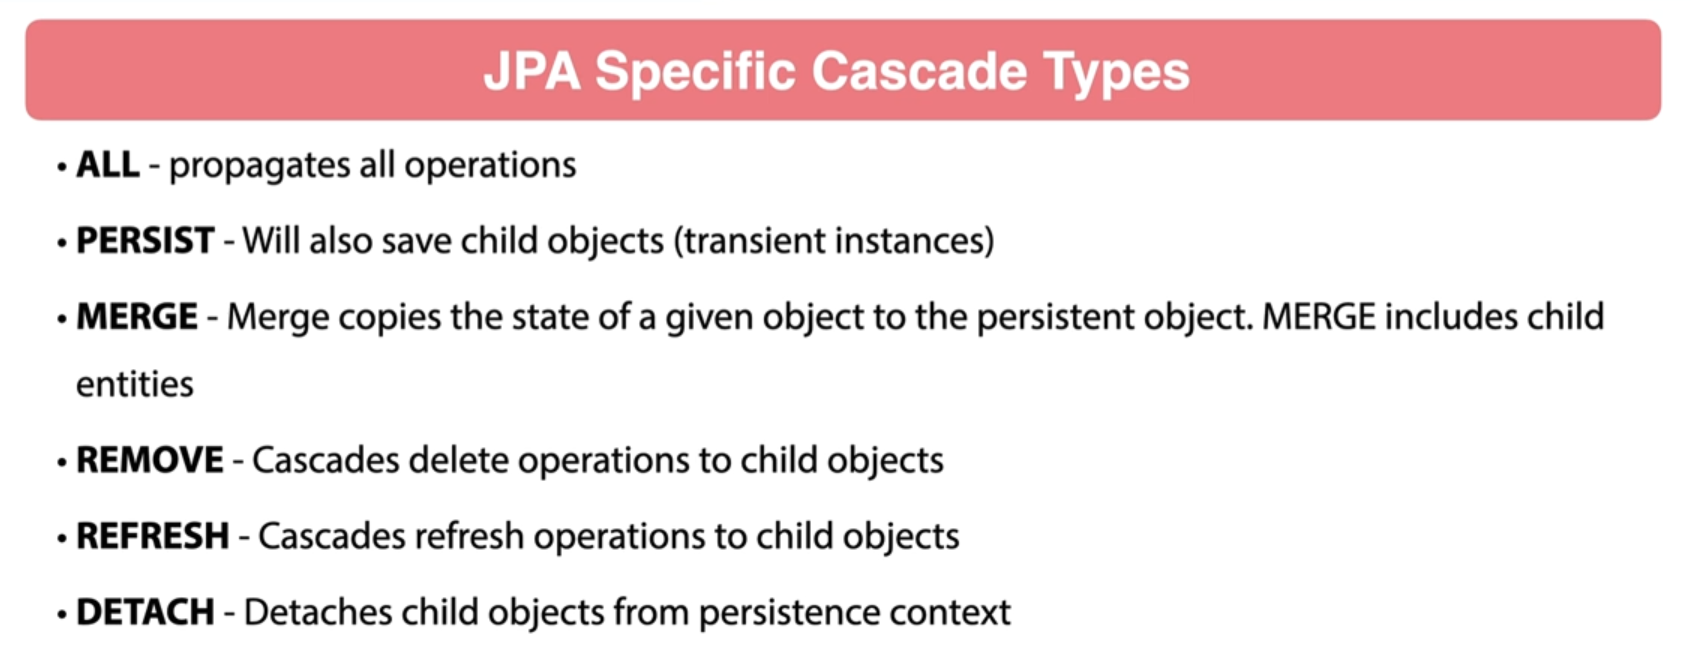 JPA Specific Cascade Types
• ALL - propagates all operations
• PERSIST - Will also save child objects (transient instances)
• MERGE - Merge copies the state of a given object to the persistent object. MERGE includes child
entities
• REMOVE - Cascades delete operations to child objects
• REFRESH - Cascades refresh operations to child objects
• DETACH - Detaches child objects from persistence context